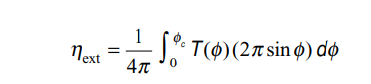 η_ext = 1/4π ∫_0^ϕ_c T(ϕ)(2π sin ϕ) dϕ